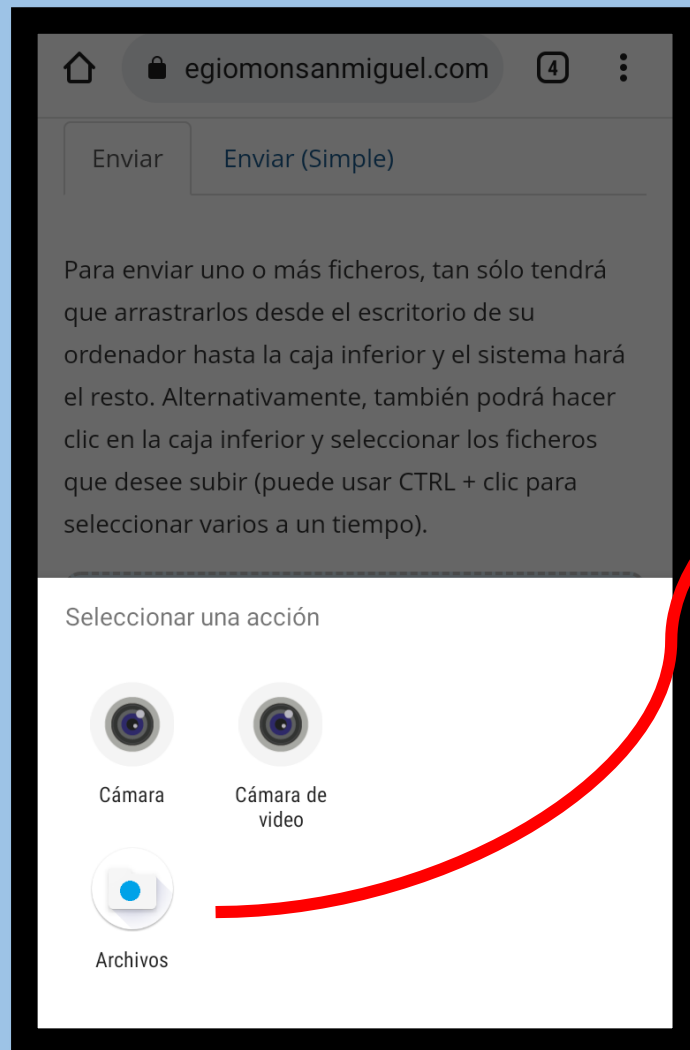 egiomonsanmiguel.com 4
Enviar Enviar (Simple)
Para enviar uno o más ficheros, tan sólo tendrá
que arrastrarlos desde el escritorio de su
ordenador hasta la caja inferior y el sistema hará
el resto. Alternativamente, también podrá hacer
clic en la caja inferior y seleccionar los ficheros
que desee subir (puede usar CTRL + clic para
seleccionar varios a un tiempo).
Seleccionar una acción
Cámara Cámara de
video
Archivos